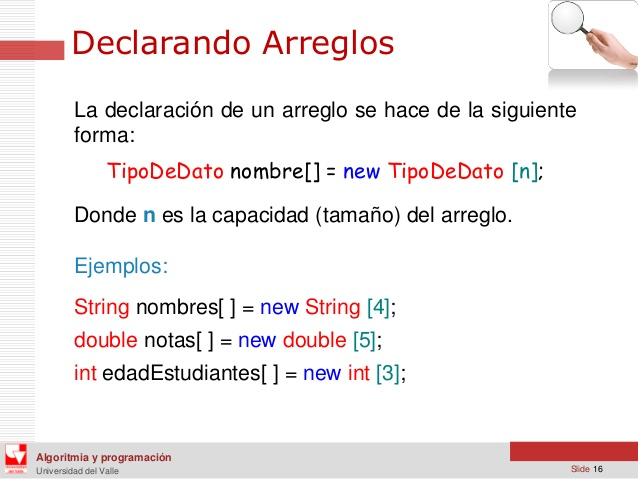 Declarando Arreglos
La declaración de un arreglo se hace de la siguiente
forma:
TipoDeDato nombre[] = new TipoDeDato [n];
Donde n es la capacidad (tamaño) del arreglo.
Ejemplos:
String nombres[ ] = new String [4];
double notas[ ] = new double [5];
int edadEstudiantes[ ] = new int [3];
Algoritmia y programación
Universidad del Valle
Slide 16